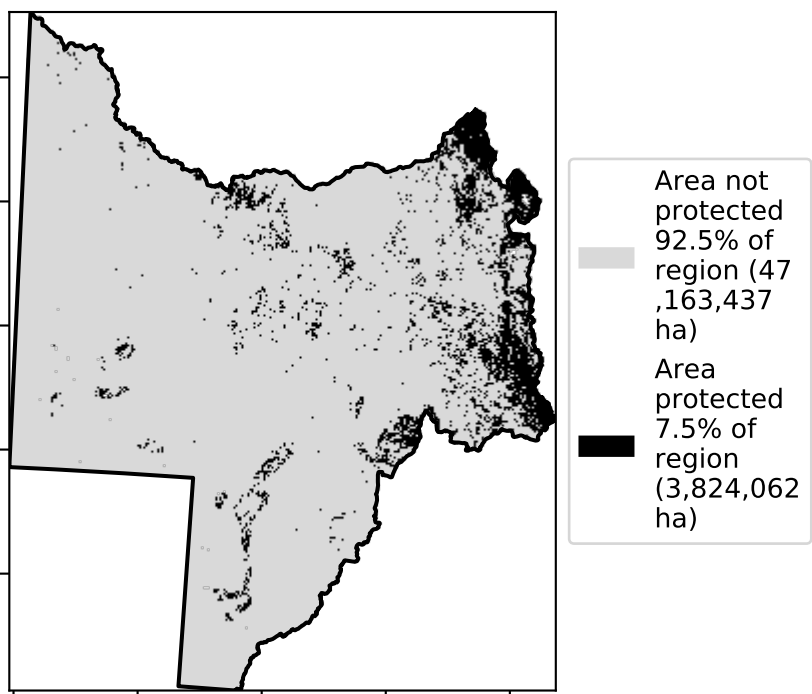 Area not
protected
92.5% of
region (47
,163,437
ha)
Area
protected
7.5% of
region
(3,824,062
ha)